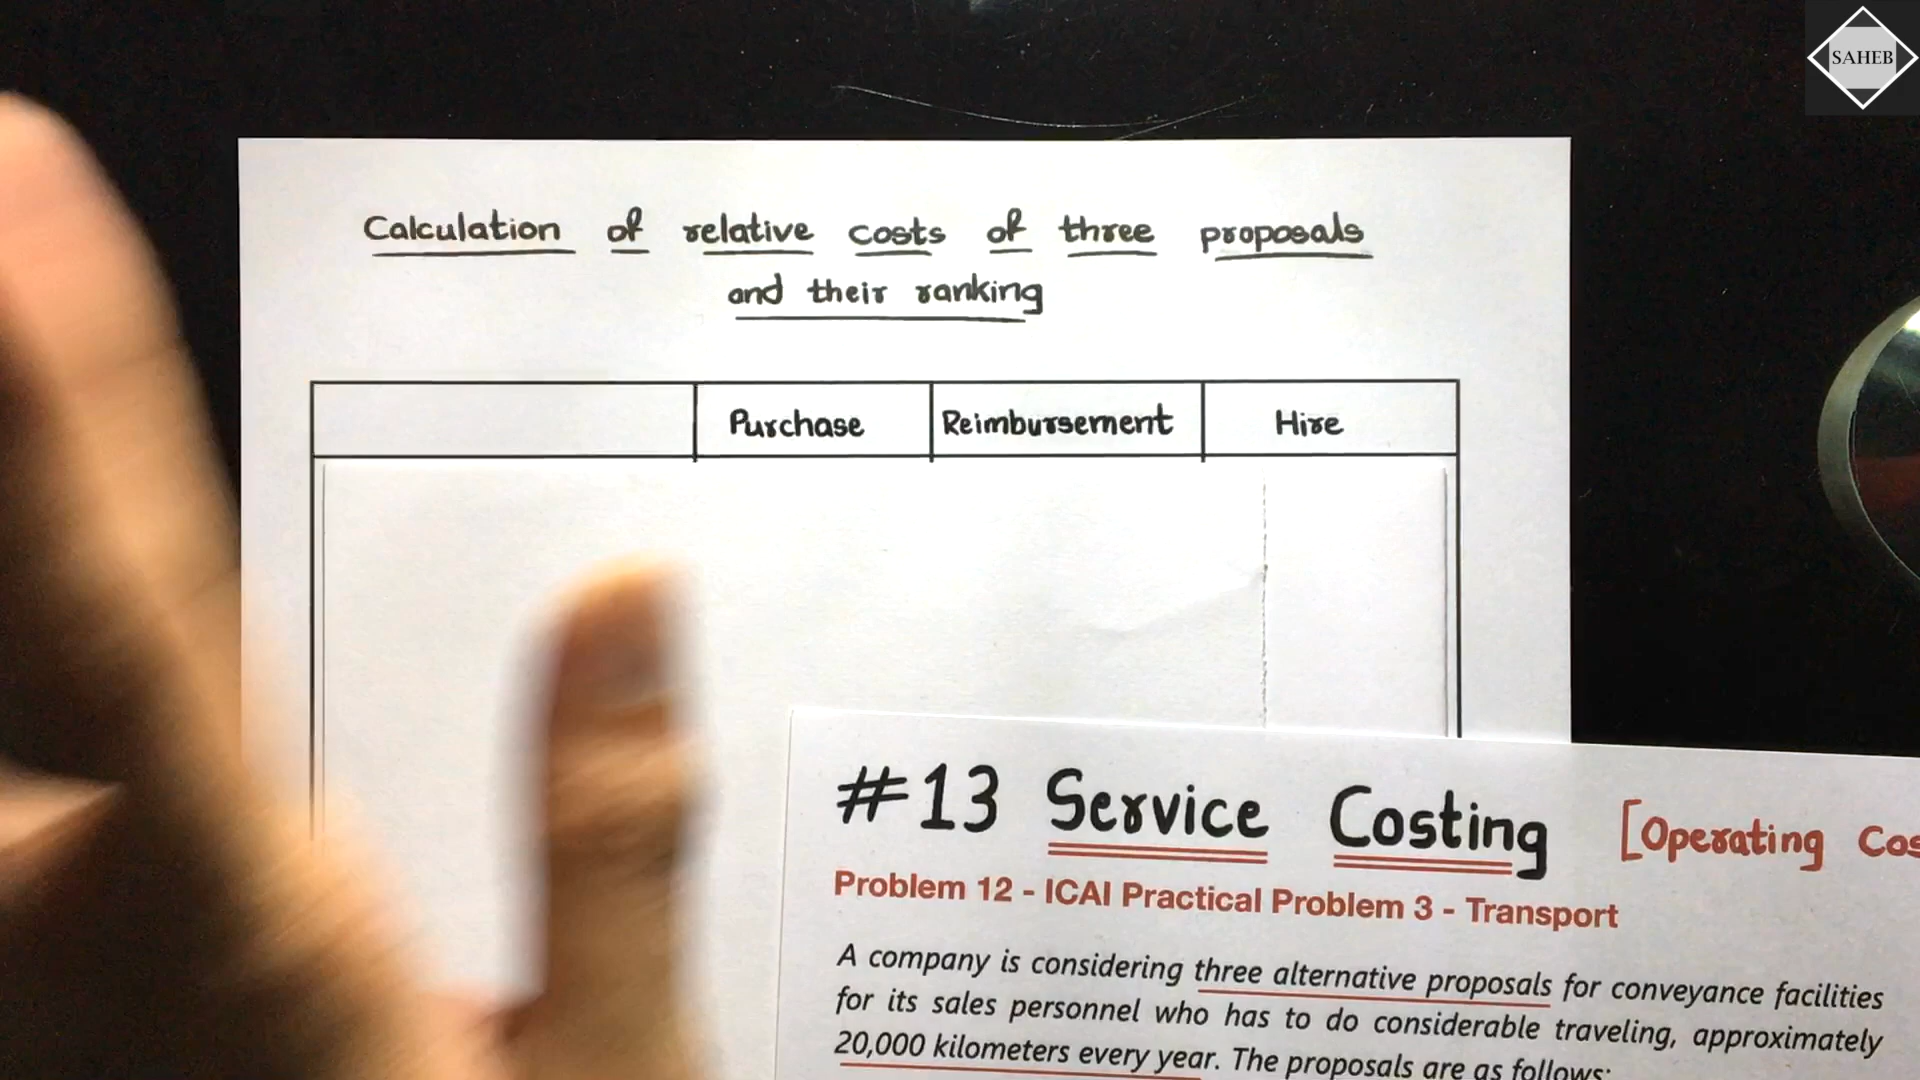 SAHEB
Calculation of relative costs of three proposals
and their ranking
Purchase Reimbursement Hire
#13 Service Costing [Operating Cos
Problem 12 - ICAI Practical Problem 3 - Transport
A company is considering three alternative proposals for conveyance facilities
for its sales personnel who has to do considerable traveling, approximately
20,000 kilometers every year. The proposals are as follows: